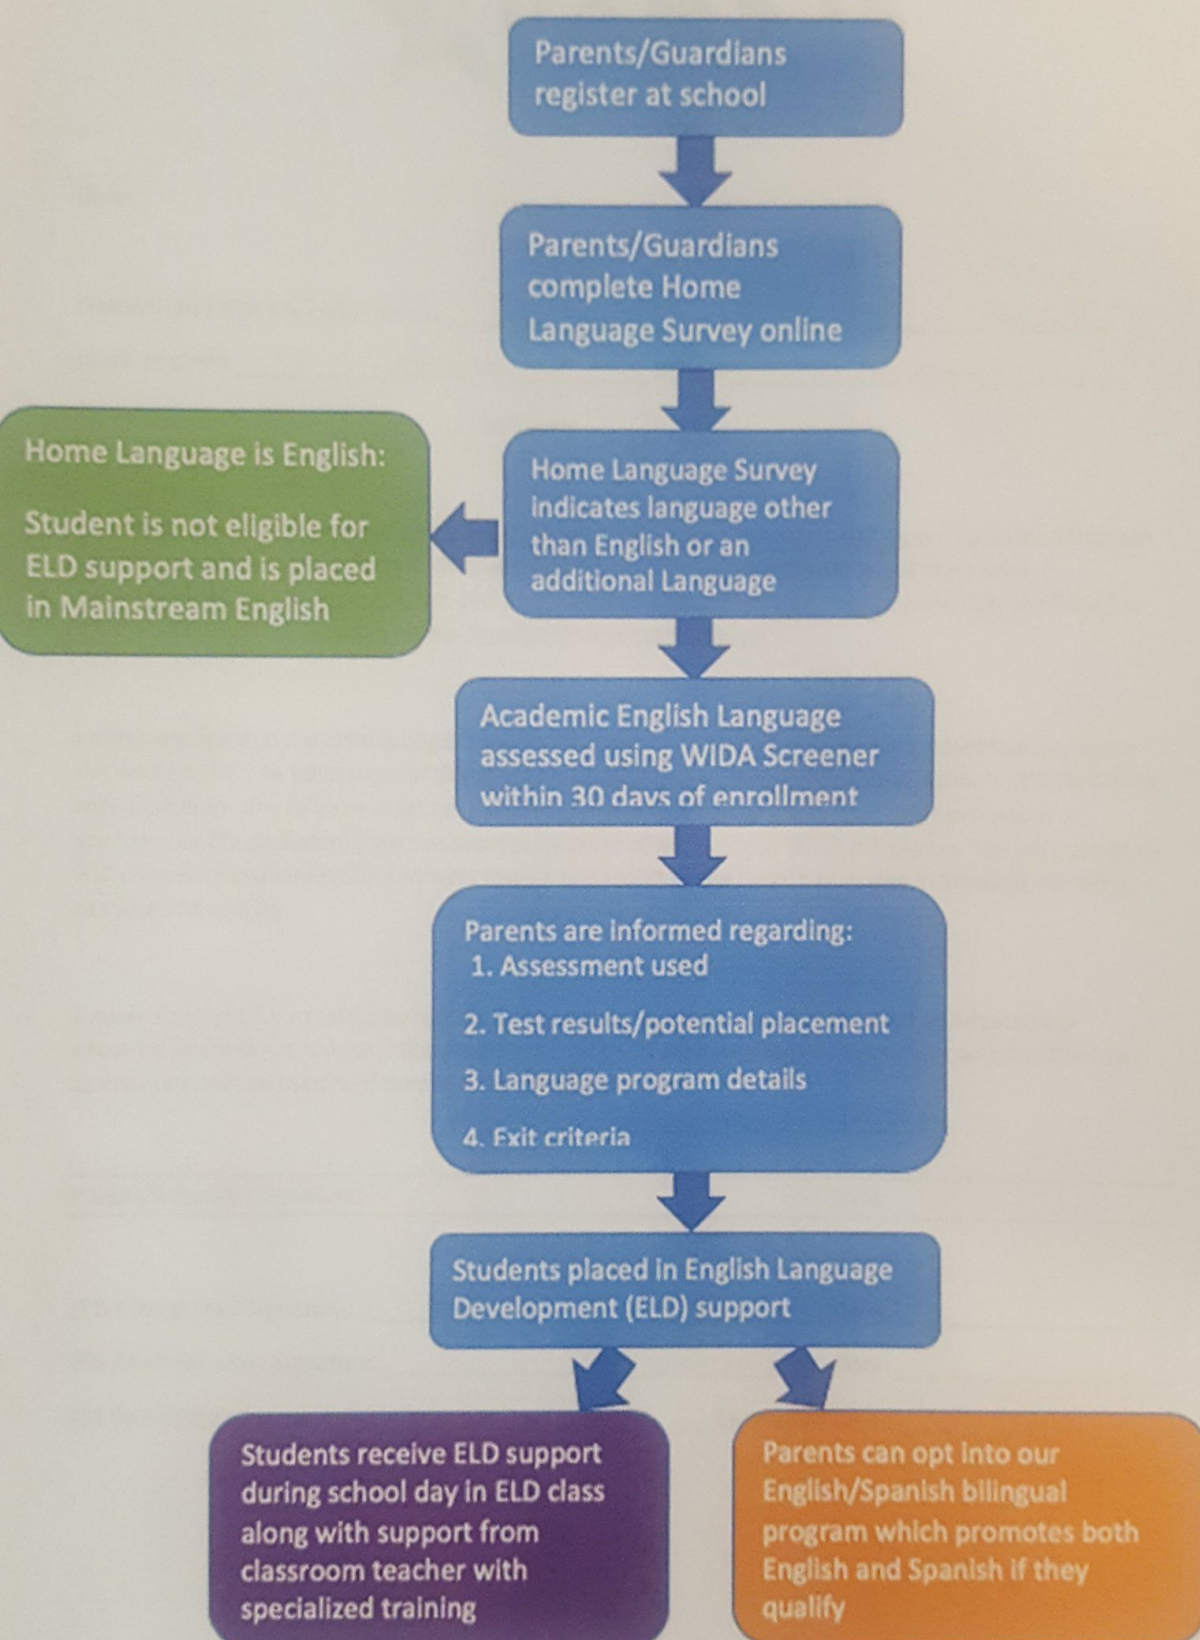 Parents/Guardians
register at school
Parents/Guardians
complete Home
Language Survey online
Home Language is English:
Student is not eligible for
ELD support and is placed
in Mainstream English
Home Language Survey
indicates language other
than English or an
additional Language
Academic English Language
assessed using WIDA Screener
within 30 days of enrollment
Parents are informed regarding:
1. Assessment used
2. Test results/potential placement
3. Language program details
4. Exit criteria
Students placed in English Language
Development (ELD) support
Students receive ELD support
during school day in ELD class
along with support from
classroom teacher with
specialized training
Parents can opt into our
English/Spanish bilingual
program which promotes both
English and Spanish if they
qualify